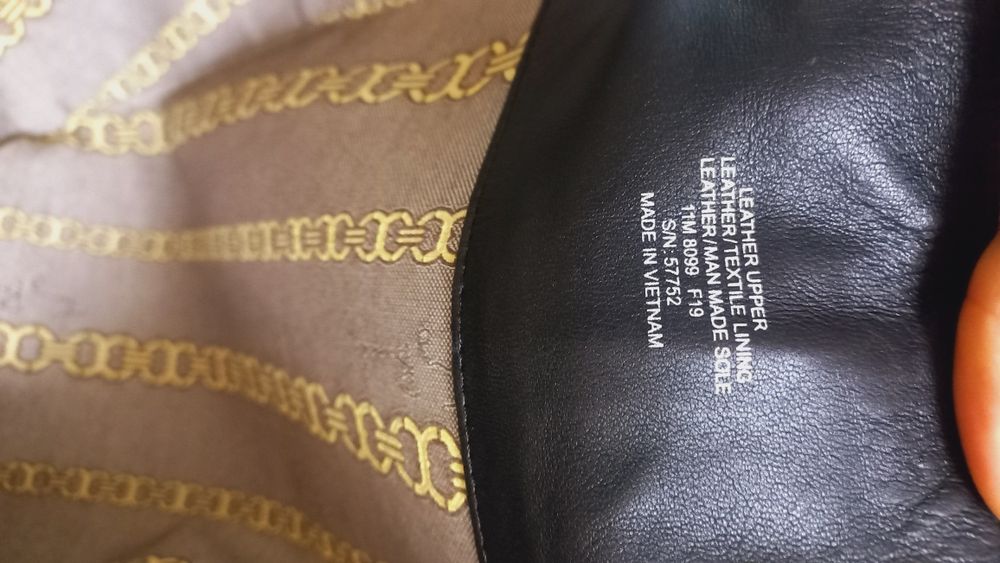 LEATHER UPPER
LEATHER/TEXTILE LINING
LEATHER/MAN MADE SOLE
11M 8099 F19
S/N: 57752
MADE IN VIETNAM